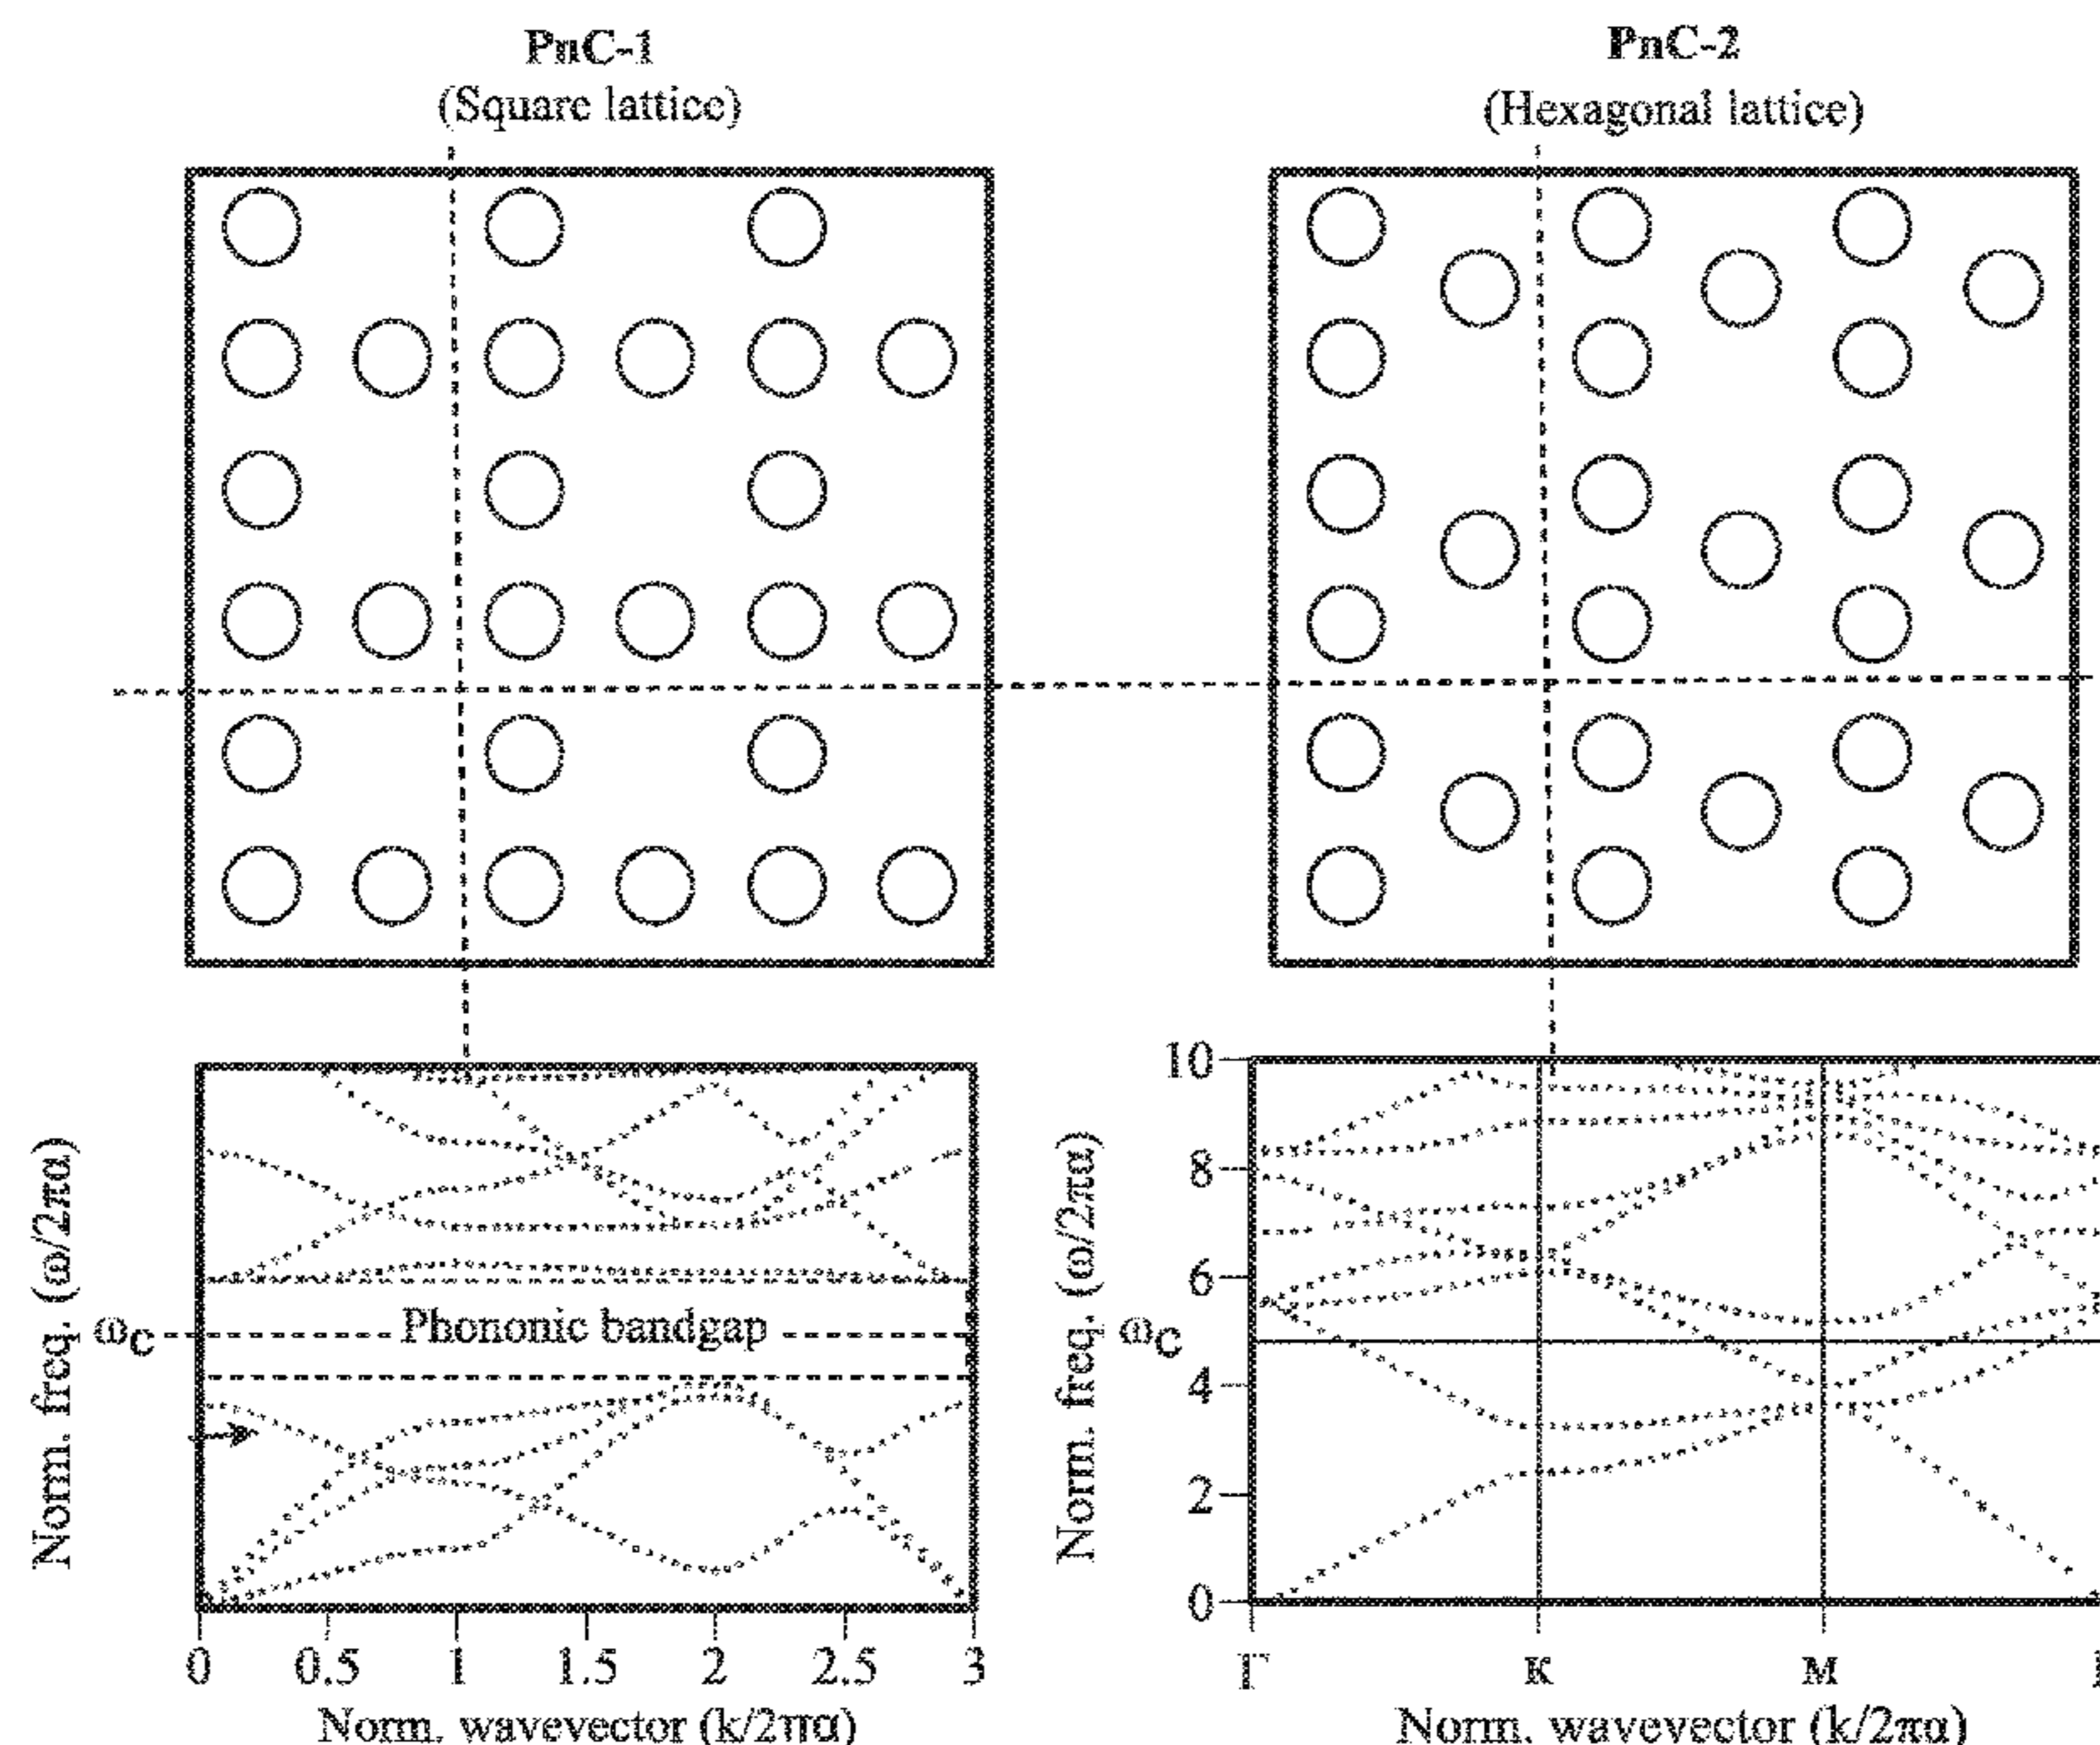 PnC-1
(Square lattice)
PnC-2
(Hexagonal lattice)
Norm. freq. (ω/2πα)
ωC
Phononic bandgap
0 0.5 1 1.5 2 2.5 3
Norm. wavevector (k/2πα)
Norm. freq. (ω/2πα)
10
8
6
ωC
4
2
0
Γ K M
Norm. wavevector (k/2πα)